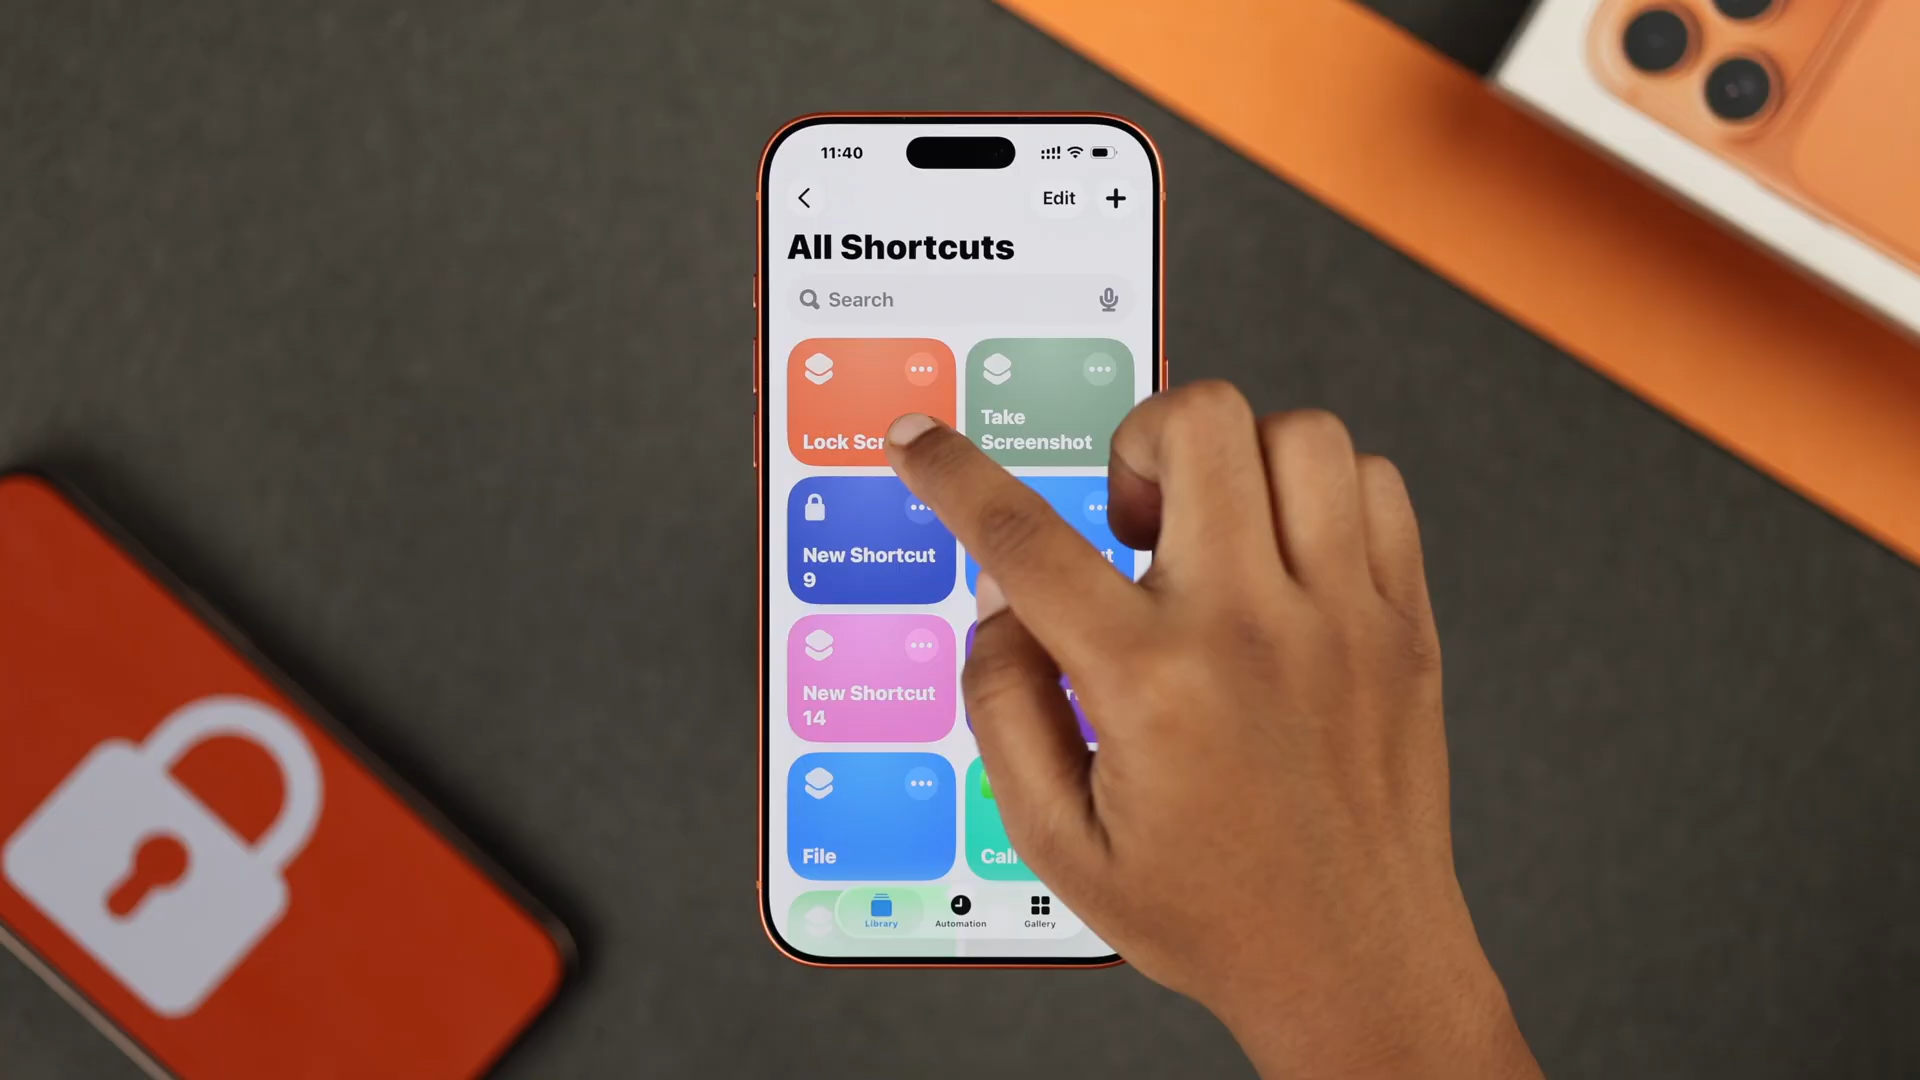 11:40
Edit
All Shortcuts
Search
Lock
Take
Screenshot
New Shortcut
9
New Shortcut
14
File
Call
Library
Automation
Gallery